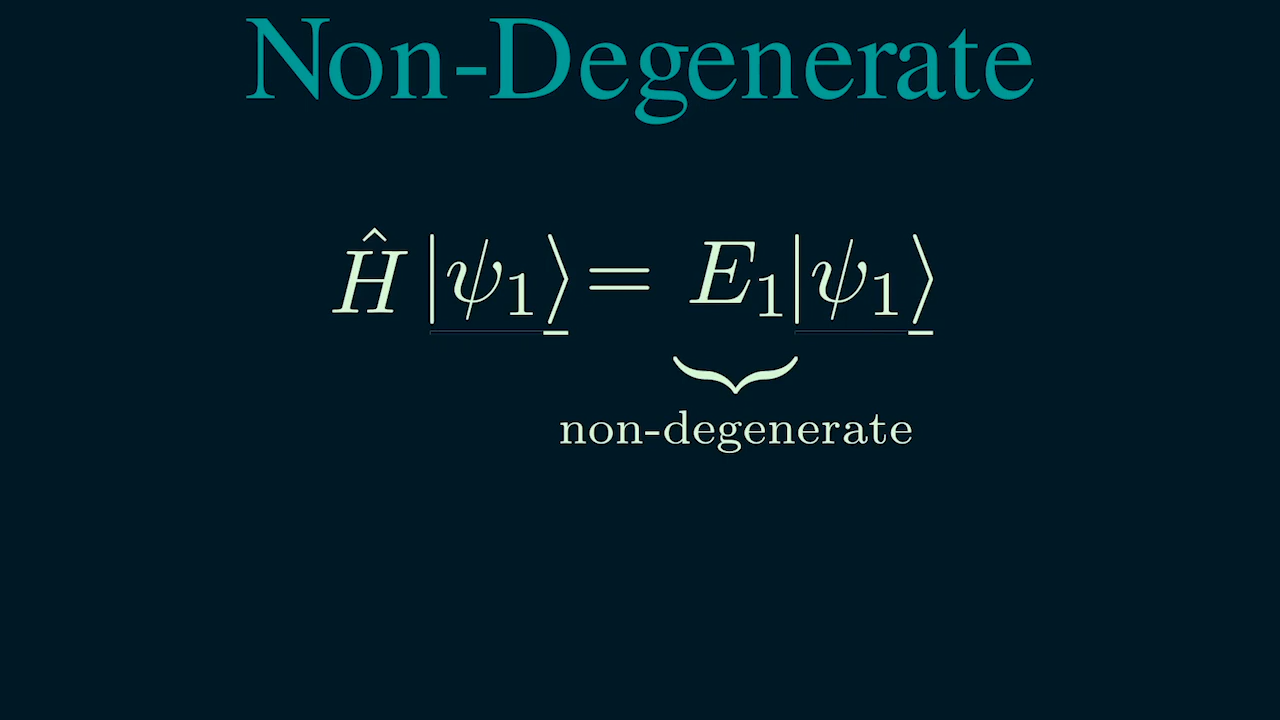 Non-Degenerate
Ĥ|ψ₁⟩= E₁|ψ₁⟩
non-degenerate